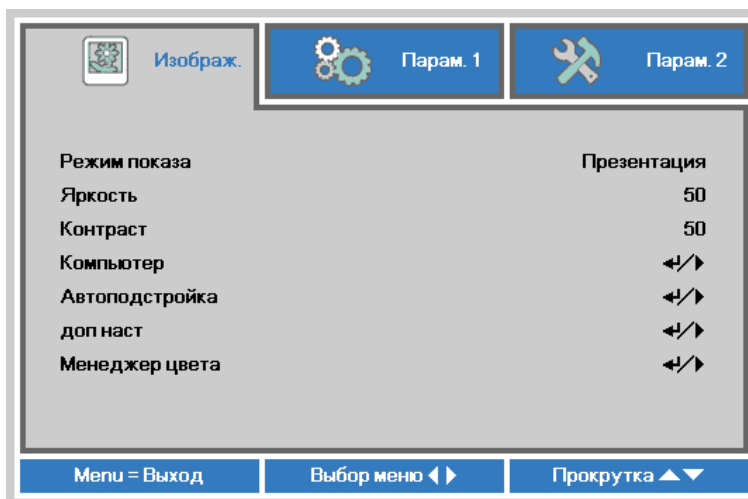 Изображ. Парам. 1 Парам. 2
Режим показа Презентация
Яркость 50
Контраст 50
Компьютер
Автоподстройка
доп наст
Менеджер цвета
Menu = Выход Выбор меню Прокрутка